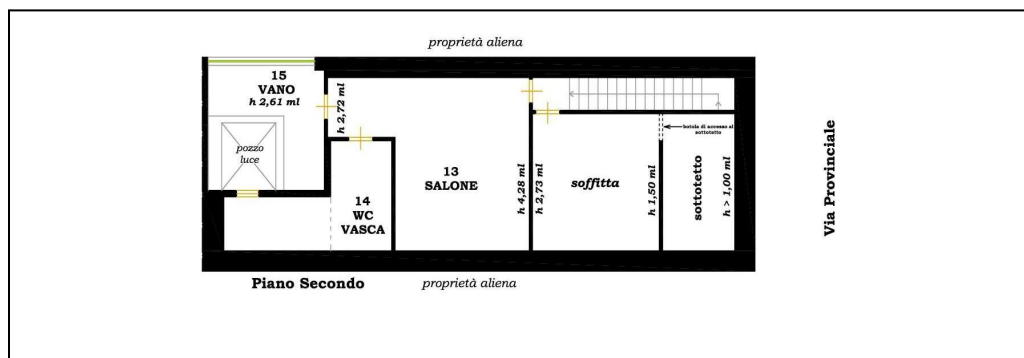 proprietà aliena
15
VANO
h 2,61 ml
h 2,72 ml
pozzo
luce
14
WC
VASCA
13
SALONE
h 4,28 ml
h 2,73 ml
soffitta
h 1,50 ml
botola di accesso al
sottotetto
sottotetto
h > 1,00 ml
Via Provinciale
Piano Secondo
proprietà aliena